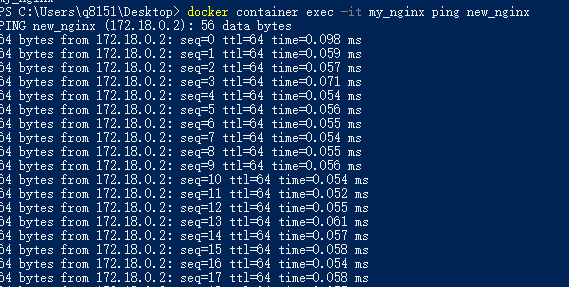 PS C:\Users\q8151\Desktop> docker container exec -it my_nginx ping new_nginx
PING new_nginx (172.18.0.2): 56 data bytes
64 bytes from 172.18.0.2: seq=0 ttl=64 time=0.098 ms
64 bytes from 172.18.0.2: seq=1 ttl=64 time=0.059 ms
64 bytes from 172.18.0.2: seq=2 ttl=64 time=0.057 ms
64 bytes from 172.18.0.2: seq=3 ttl=64 time=0.071 ms
64 bytes from 172.18.0.2: seq=4 ttl=64 time=0.054 ms
64 bytes from 172.18.0.2: seq=5 ttl=64 time=0.056 ms
64 bytes from 172.18.0.2: seq=6 ttl=64 time=0.055 ms
64 bytes from 172.18.0.2: seq=7 ttl=64 time=0.054 ms
64 bytes from 172.18.0.2: seq=8 ttl=64 time=0.055 ms
64 bytes from 172.18.0.2: seq=9 ttl=64 time=0.056 ms
64 bytes from 172.18.0.2: seq=10 ttl=64 time=0.054 ms
64 bytes from 172.18.0.2: seq=11 ttl=64 time=0.052 ms
64 bytes from 172.18.0.2: seq=12 ttl=64 time=0.055 ms
64 bytes from 172.18.0.2: seq=13 ttl=64 time=0.061 ms
64 bytes from 172.18.0.2: seq=14 ttl=64 time=0.057 ms
64 bytes from 172.18.0.2: seq=15 ttl=64 time=0.058 ms
64 bytes from 172.18.0.2: seq=16 ttl=64 time=0.054 ms
64 bytes from 172.18.0.2: seq=17 ttl=64 time=0.058 ms